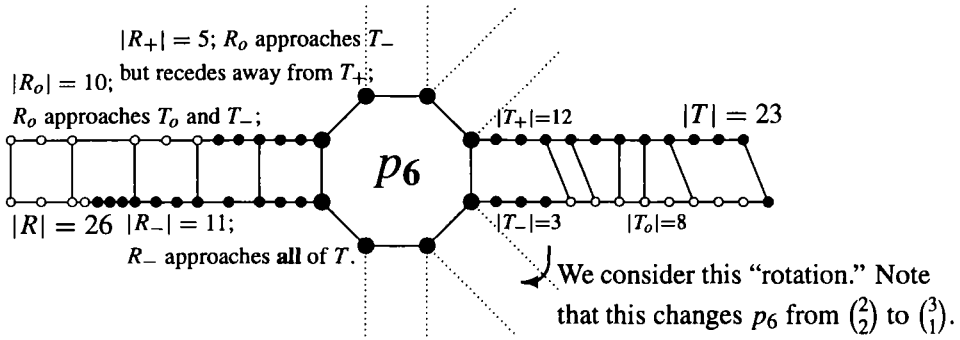 |R₊| = 5; Rₒ approaches T₋
but recedes away from T₊;
|Rₒ| = 10;
Rₒ approaches Tₒ and T₋;
|T₊|=12
|T| = 23
p₆
|R| = 26
|R₋| = 11;
R₋ approaches all of T.
|T₋|=3
|Tₒ|=8
We consider this “rotation.” Note
that this changes p₆ from (2 2) to (3 1).